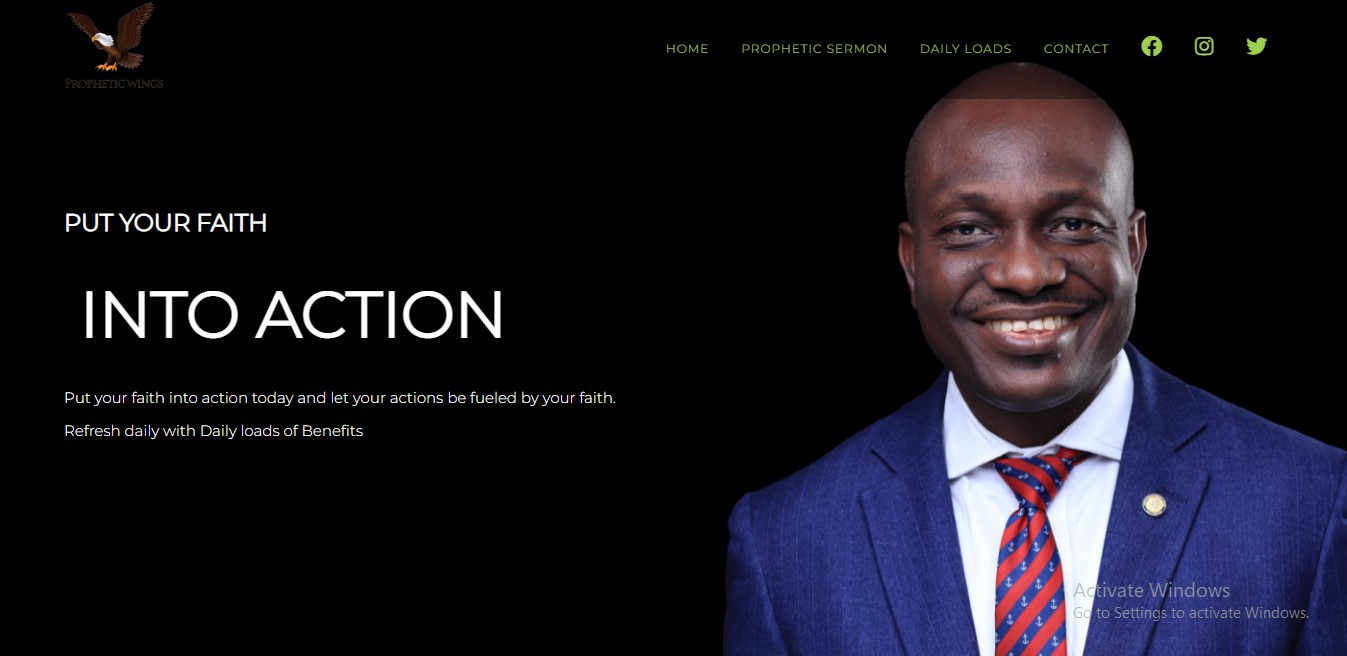 PROPHETIC WINGS
HOME PROPHETIC SERMON DAILY LOADS CONTACT
PUT YOUR FAITH
INTO ACTION
Put your faith into action today and let your actions be fueled by your faith.
Refresh daily with Daily loads of Benefits
Activate Windows
Go to Settings to activate Windows.